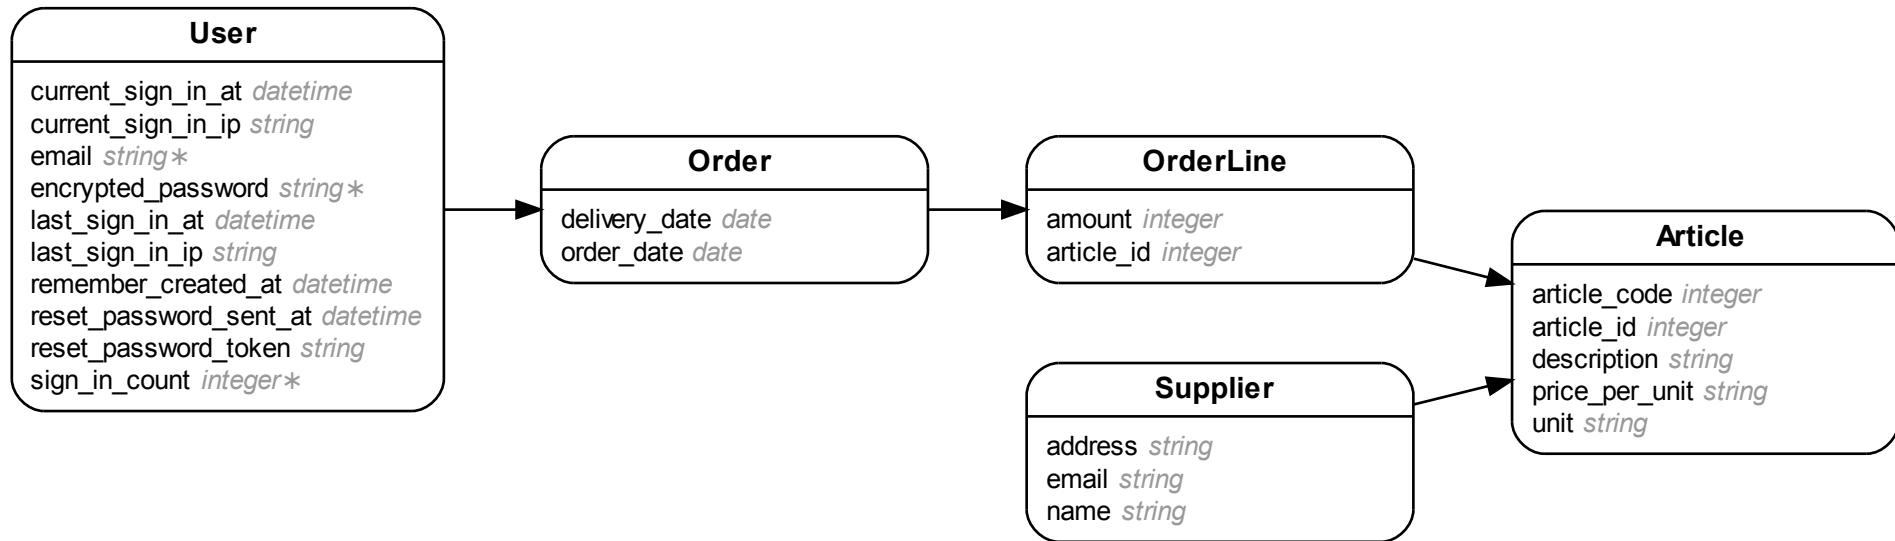 User
current_sign_in_at datetime
current_sign_in_ip string
email string∗
encrypted_password string∗
last_sign_in_at datetime
last_sign_in_ip string
remember_created_at datetime
reset_password_sent_at datetime
reset_password_token string
sign_in_count integer∗
Order
delivery_date date
order_date date
OrderLine
amount integer
article_id integer
Supplier
address string
email string
name string
Article
article_code integer
article_id integer
description string
price_per_unit string
unit string